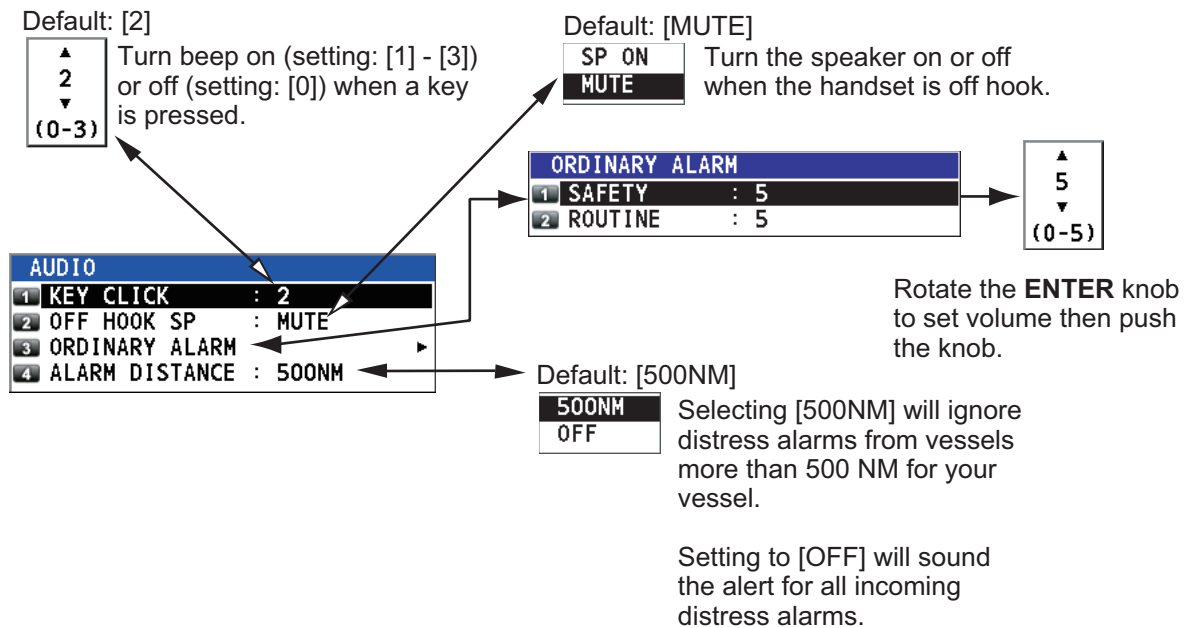 Default: [2]
▲
2
▼
(0-3)
Turn beep on (setting: [1] - [3])
or off (setting: [0]) when a key
is pressed.
Default: [MUTE]
SP ON
MUTE
Turn the speaker on or off
when the handset is off hook.
ORDINARY ALARM
1 SAFETY : 5
2 ROUTINE : 5
▲
5
▼
(0-5)
Rotate the ENTER knob
to set volume then push
the knob.
AUDIO
1 KEY CLICK : 2
2 OFF HOOK SP : MUTE
3 ORDINARY ALARM ►
4 ALARM DISTANCE : 500NM
Default: [500NM]
500NM
OFF
Selecting [500NM] will ignore
distress alarms from vessels
more than 500 NM for your
vessel.
Setting to [OFF] will sound
the alert for all incoming
distress alarms.